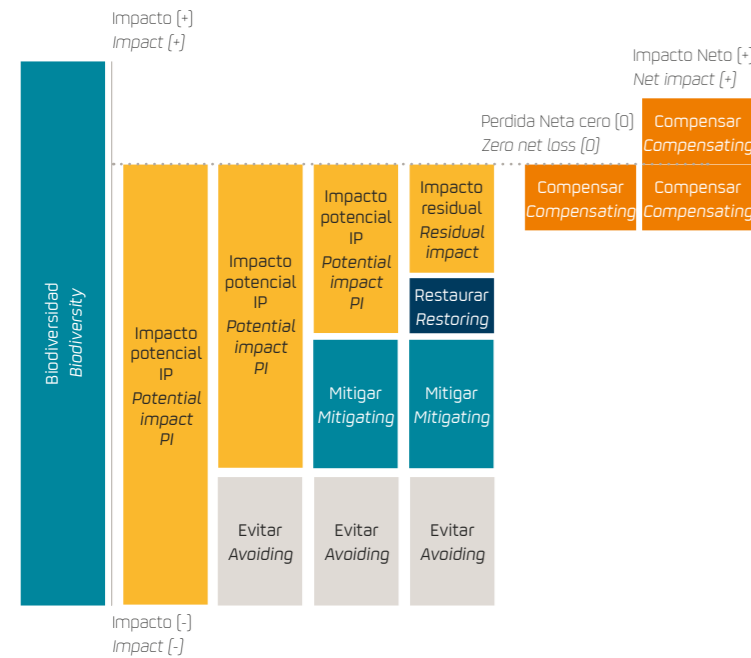 Impacto (+)
Impact (+)
Impacto Neto (+)
Net impact (+)
Perdida Neta cero (0)
Zero net loss (0)
Compensar
Compensating
Compensar
Compensating
Compensar
Compensating
Biodiversidad
Biodiversity
Impacto
potencial
IP
Potential
impact
PI
Impacto
potencial
IP
Potential
impact
PI
Evitar
Avoiding
Impacto
potencial
IP
Potential
impact
PI
Mitigar
Mitigating
Evitar
Avoiding
Impacto
residual
Residual
impact
Restaurar
Restoring
Mitigar
Mitigating
Evitar
Avoiding
Impacto (-)
Impact (-)